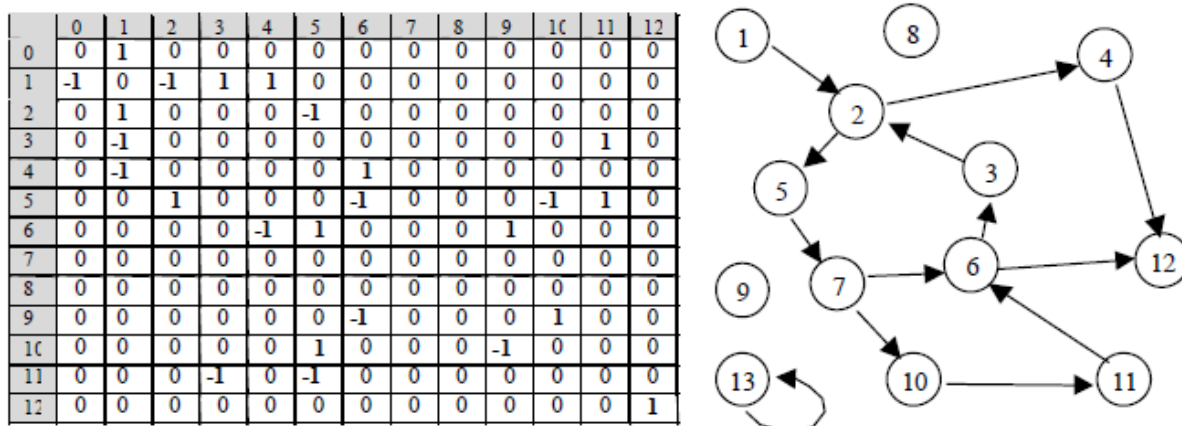 0 1 2 3 4 5 6 7 8 9 10 11 12
0 0 1 0 0 0 0 0 0 0 0 0 0 0
1 -1 0 -1 1 1 0 0 0 0 0 0 0 0
2 0 1 0 0 0 -1 0 0 0 0 0 0 0
3 0 -1 0 0 0 0 0 0 0 0 0 1 0
4 0 -1 0 0 0 0 1 0 0 0 0 0 0
5 0 0 1 0 0 0 -1 0 0 0 -1 1 0
6 0 0 0 0 -1 1 0 0 0 1 0 0 0
7 0 0 0 0 0 0 0 0 0 0 0 0 0
8 0 0 0 0 0 0 0 0 0 0 0 0 0
9 0 0 0 0 0 0 -1 0 0 0 1 0 0
10 0 0 0 0 0 1 0 0 0 -1 0 0 0
11 0 0 0 -1 0 -1 0 0 0 0 0 0 0
12 0 0 0 0 0 0 0 0 0 0 0 0 1
1
8
4
2
3
5
6
12
7
9
13
10
11